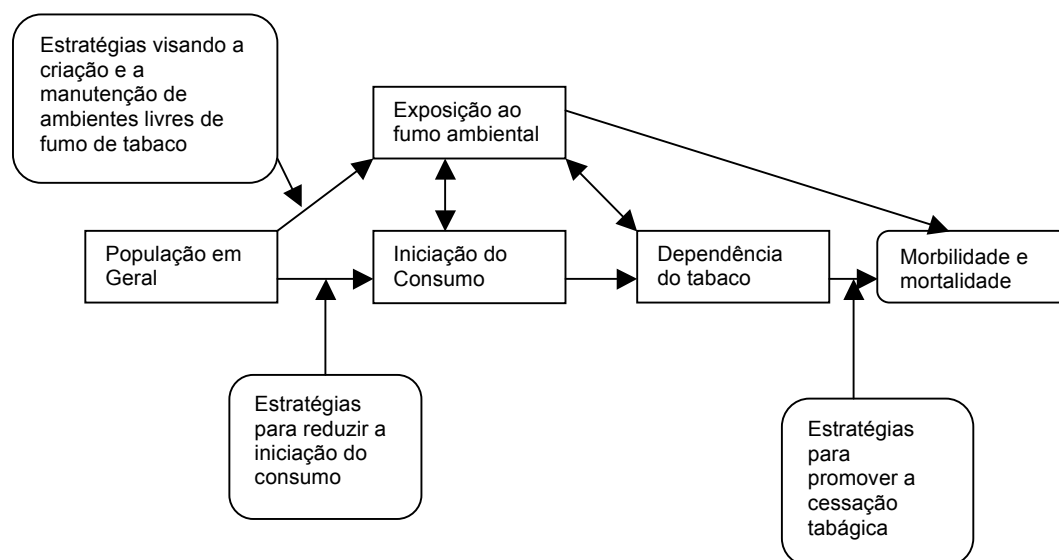 Estratégias visando a
criação e a
manutenção de
ambientes livres de
fumo de tabaco
Exposição ao
fumo ambiental
População em
Geral
Iniciação do
Consumo
Dependência
do tabaco
Morbilidade e
mortalidade
Estratégias
para reduzir a
iniciação do
consumo
Estratégias
para
promover a
cessação
tabágica